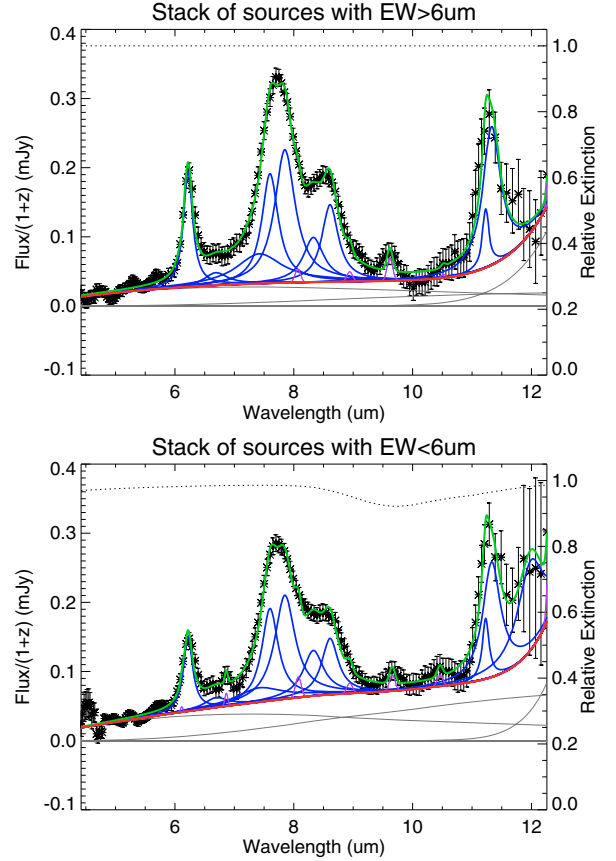 Stack of sources with EW>6um
0.4
0.3
0.2
0.1
0.0
-0.1
Flux/(1+z) (mJy)
1.0
0.8
0.6
0.4
0.2
0.0
Relative Extinction
6 8 10 12
Wavelength (um)
Stack of sources with EW<6um
0.4
0.3
0.2
0.1
0.0
-0.1
Flux/(1+z) (mJy)
1.0
0.8
0.6
0.4
0.2
0.0
Relative Extinction
6 8 10 12
Wavelength (um)